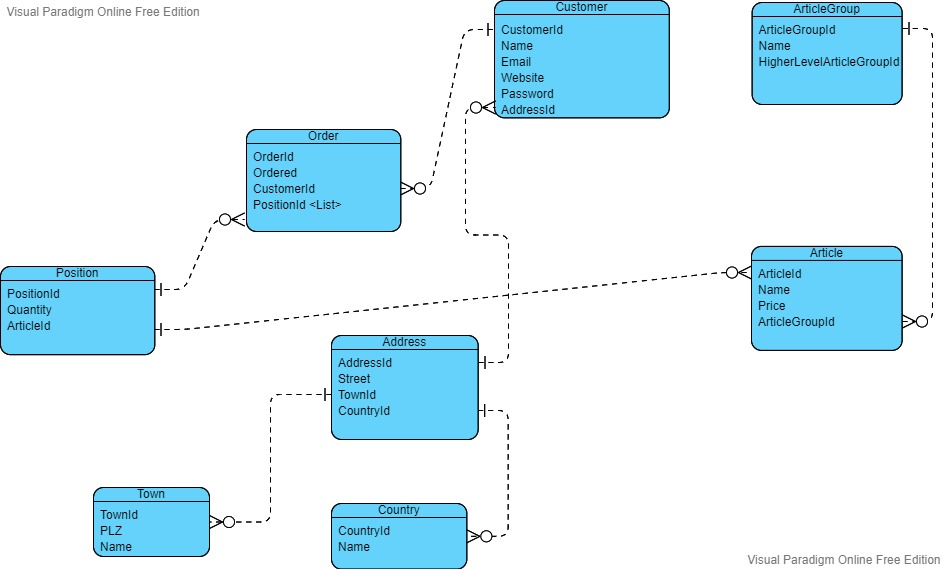 Visual Paradigm Online Free Edition
Customer
CustomerId
Name
Email
Website
Password
AddressId
ArticleGroup
ArticleGroupId
Name
HigherLevelArticleGroupId
Order
OrderId
Ordered
CustomerId
PositionId <List>
Position
PositionId
Quantity
ArticleId
Article
ArticleId
Name
Price
ArticleGroupId
Address
AddressId
Street
TownId
CountryId
Town
TownId
PLZ
Name
Country
CountryId
Name
Visual Paradigm Online Free Edition